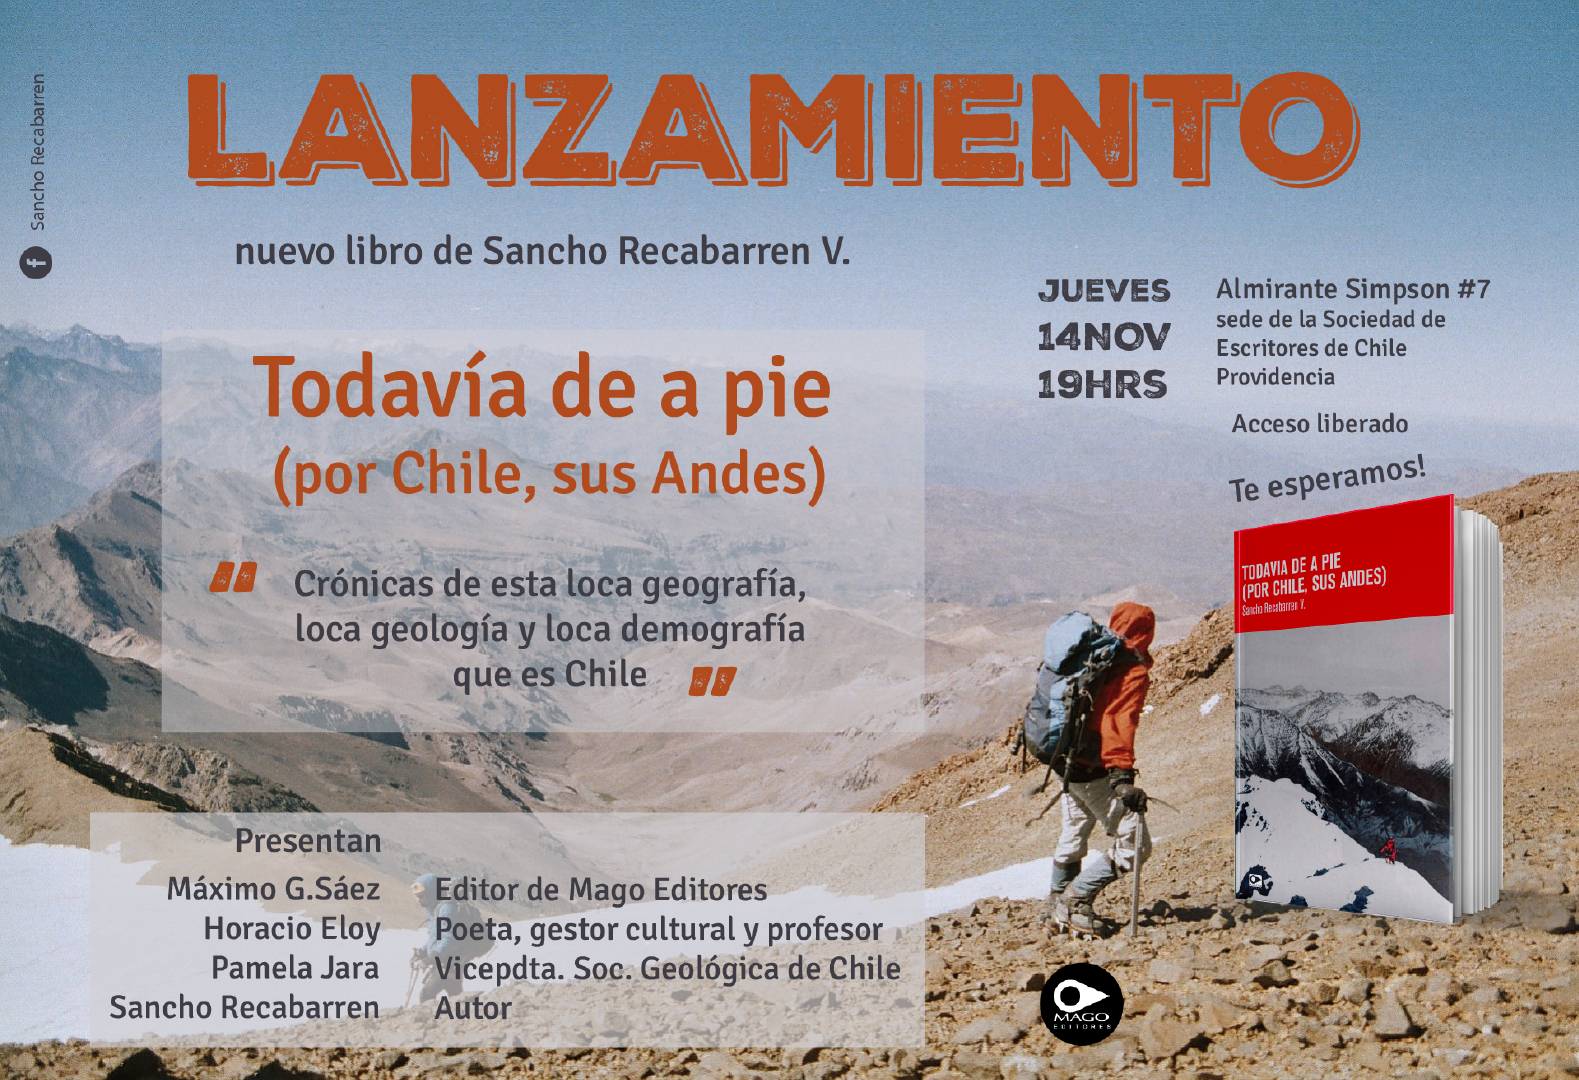 LANZAMIENTO
Sancho Recabarren
nuevo libro de Sancho Recabarren V.
JUEVES
14NOV
19HRS
Almirante Simpson #7
sede de la Sociedad de
Escritores de Chile
Providencia
Acceso liberado
Te esperamos!
Todavía de a pie
(por Chile, sus Andes)
"Crónicas de esta loca geografía,
loca geología y loca demografía
que es Chile"
TODAVIA DE A PIE
(POR CHILE, SUS ANDES)
Sancho Recabarren V.
Presentan
Máximo G.Sáez Editor de Mago Editores
Horacio Eloy Poeta, gestor cultural y profesor
Pamela Jara Vicepdta. Soc. Geológica de Chile
Sancho Recabarren Autor
MAGO
EDITORES